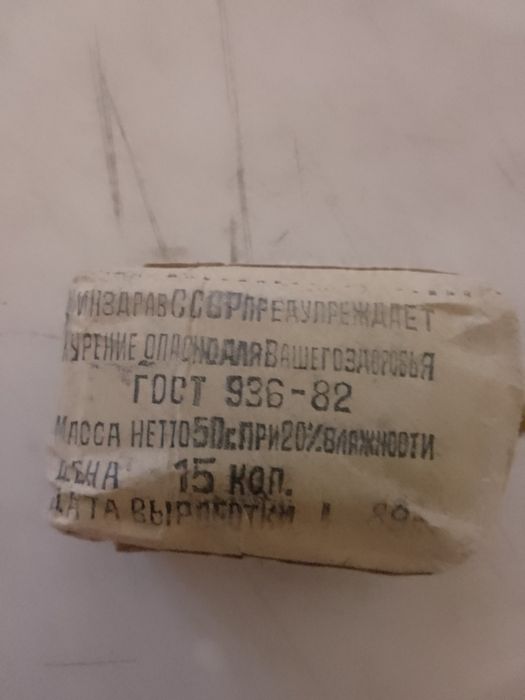 МИНЗДРАВ СССР ПРЕДУПРЕЖДАЕТ
КУРЕНИЕ ОПАСНО ДЛЯ ВАШЕГО ЗДОРОВЬЯ
ГОСТ 936-82
МАССА НЕТТО 50г. ПРИ 20% ВЛАЖНОСТИ
ЦЕНА 15 коп.
ДАТА ВЫРАБОТКИ